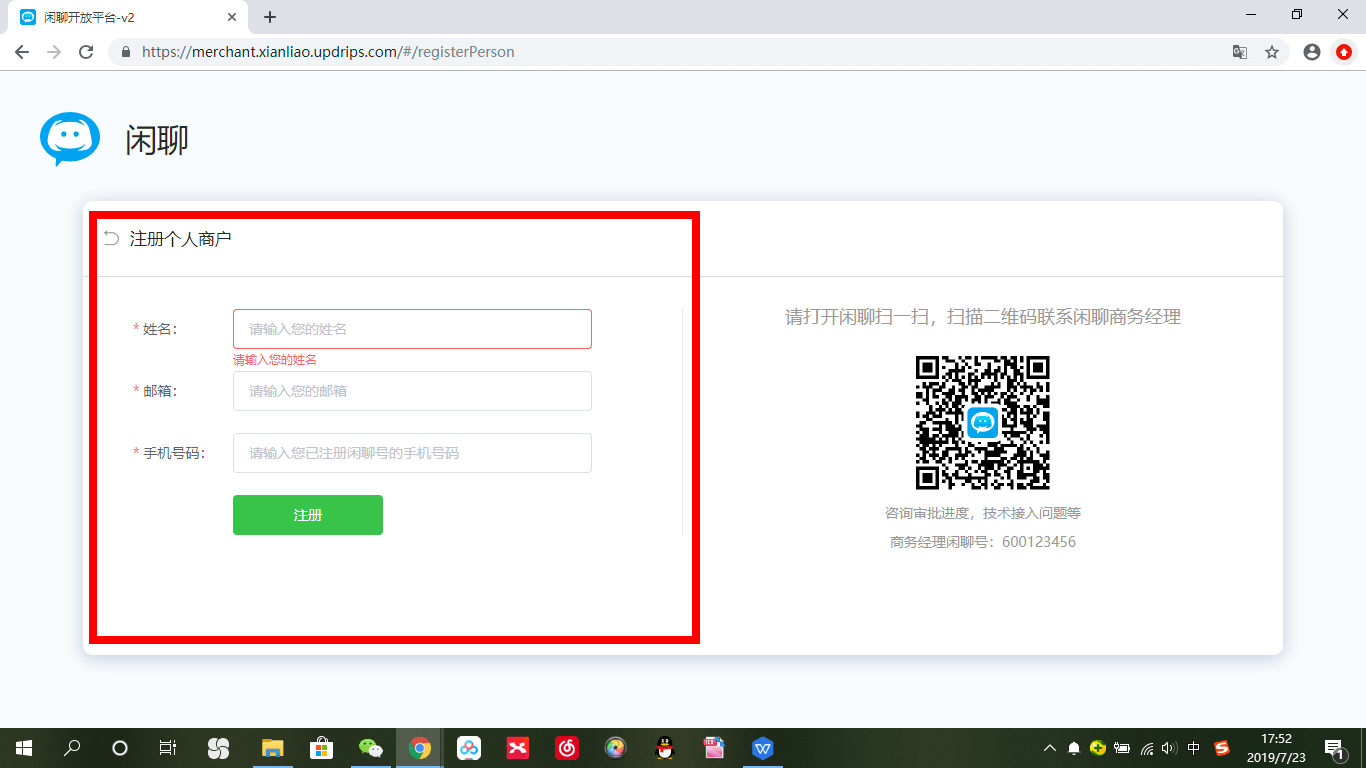 闲聊开放平台-v2
https://merchant.xianliao.updrips.com/#/registerPerson
闲聊
注册个人商户
* 姓名：
请输入您的姓名
请输入您的姓名
* 邮箱：
请输入您的邮箱
* 手机号码：
请输入您已注册闲聊号的手机号码
注册
请打开闲聊扫一扫，扫描二维码联系闲聊商务经理
咨询审批进度，技术接入问题等
商务经理闲聊号：600123456
中
17:52
2019/7/23
1